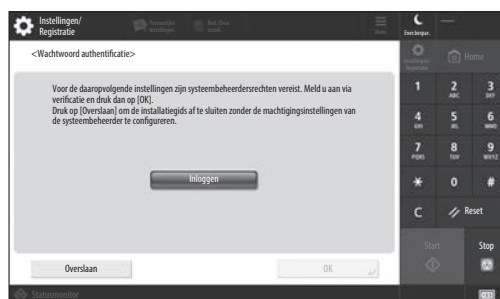 Instellingen/
Registratie
Persoonlijke
Instellingen
Menu
Energiebespar.
<Wachtwoord authentificatie>
Instellingen/
Registratie
Home
Voor de daaropvolgende instellingen zijn systeembeheerdersrechten vereist. Meld u aan via
verificatie en druk dan op [OK].
Druk op [Overslaan] om de installatiegids af te sluiten zonder de machtigingsinstellingen van
de systeembeheerder te configureren.
1
2
ABC
3
DEF
4
GHI
5
JKL
6
MNO
7
PQRS
8
TUV
9
WXYZ
Inloggen
* 0 #
C
Reset
Start
Stop
Overslaan
OK
Statusmonitor